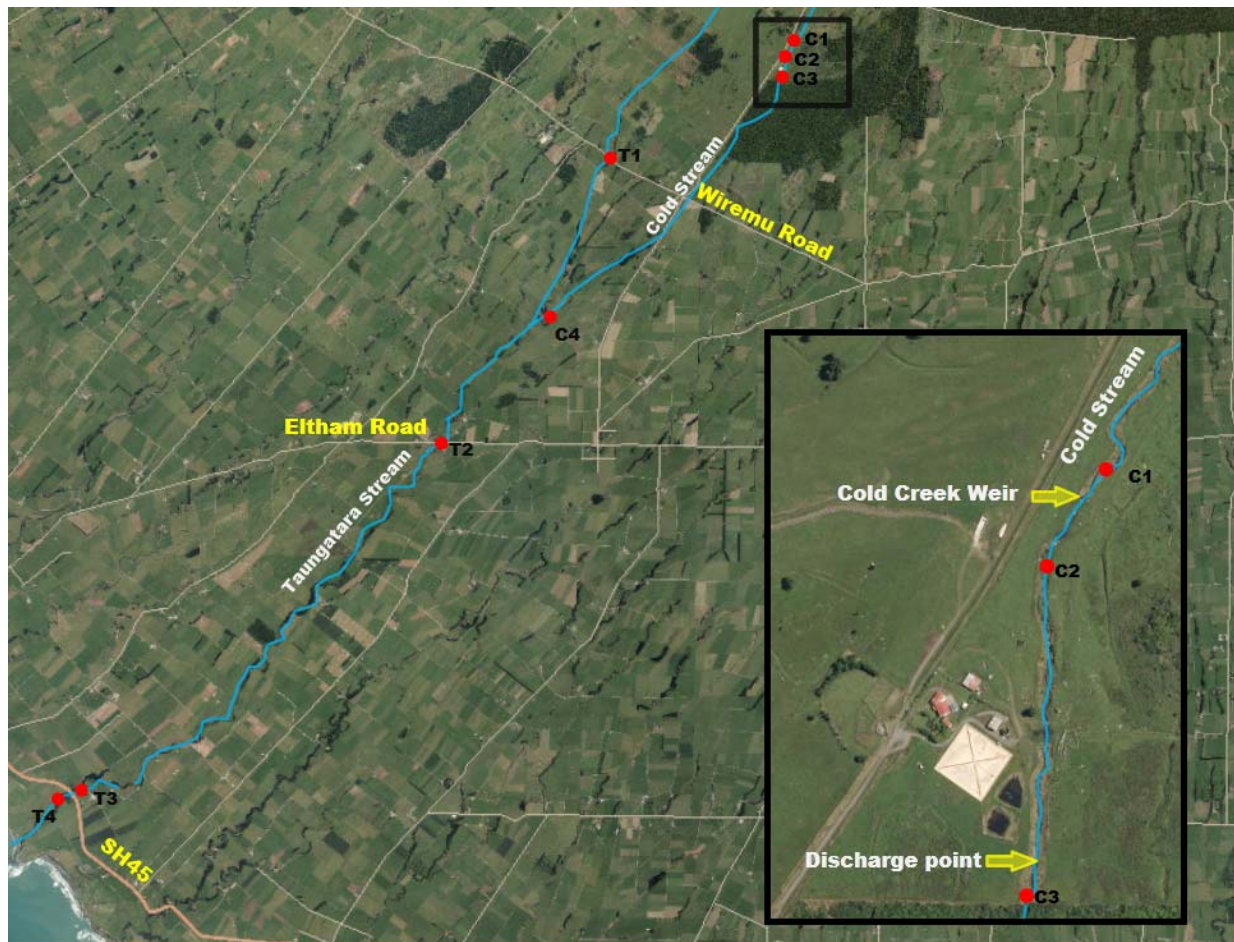 C1
C2
C3
T1
Cold Stream
Wiremu Road
C4
Eltham Road
T2
Taungatara Stream
T3
T4
SH45
Cold Stream
C1
Cold Creek Weir
C2
Discharge point
C3